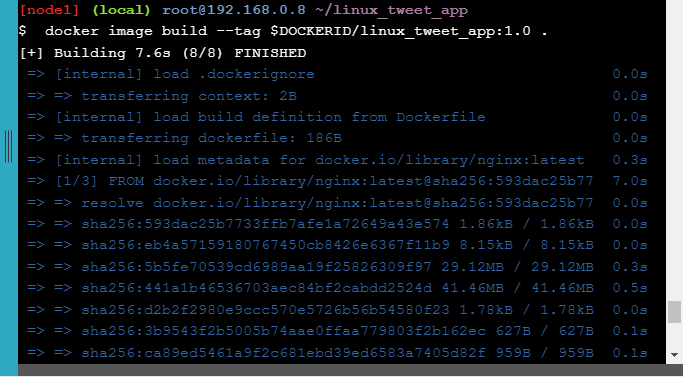 [node1] (local) root@192.168.0.8 ~/linux_tweet_app
$ docker image build --tag $DOCKERID/linux_tweet_app:1.0 .
[+] Building 7.6s (8/8) FINISHED
=> [internal] load .dockerignore 0.0s
=> => transferring context: 2B 0.0s
=> [internal] load build definition from Dockerfile 0.0s
=> => transferring dockerfile: 186B 0.0s
=> [internal] load metadata for docker.io/library/nginx:latest 0.3s
=> [1/3] FROM docker.io/library/nginx:latest@sha256:593dac25b77 7.0s
=> => resolve docker.io/library/nginx:latest@sha256:593dac25b77 0.0s
=> => sha256:593dac25b7733ffb7afe1a72649a43e574 1.86kB / 1.86kB 0.0s
=> => sha256:eb4a57159180767450cb8426e6367f11b9 8.15kB / 8.15kB 0.0s
=> => sha256:5b5fe70539cd6989aa19f25826309f97 29.12MB / 29.12MB 0.3s
=> => sha256:441a1b46536703aec84bf2cabdd2524d 41.46MB / 41.46MB 0.5s
=> => sha256:d2b2f2980e9ccc570e5726b56b54580f23 1.78kB / 1.78kB 0.0s
=> => sha256:3b9543f2b5005b74aae0ffaa779803f2b162ec 627B / 627B 0.1s
=> => sha256:ca89ed5461a9f2c681ebd39ed6583a7405d82f 959B / 959B 0.1s